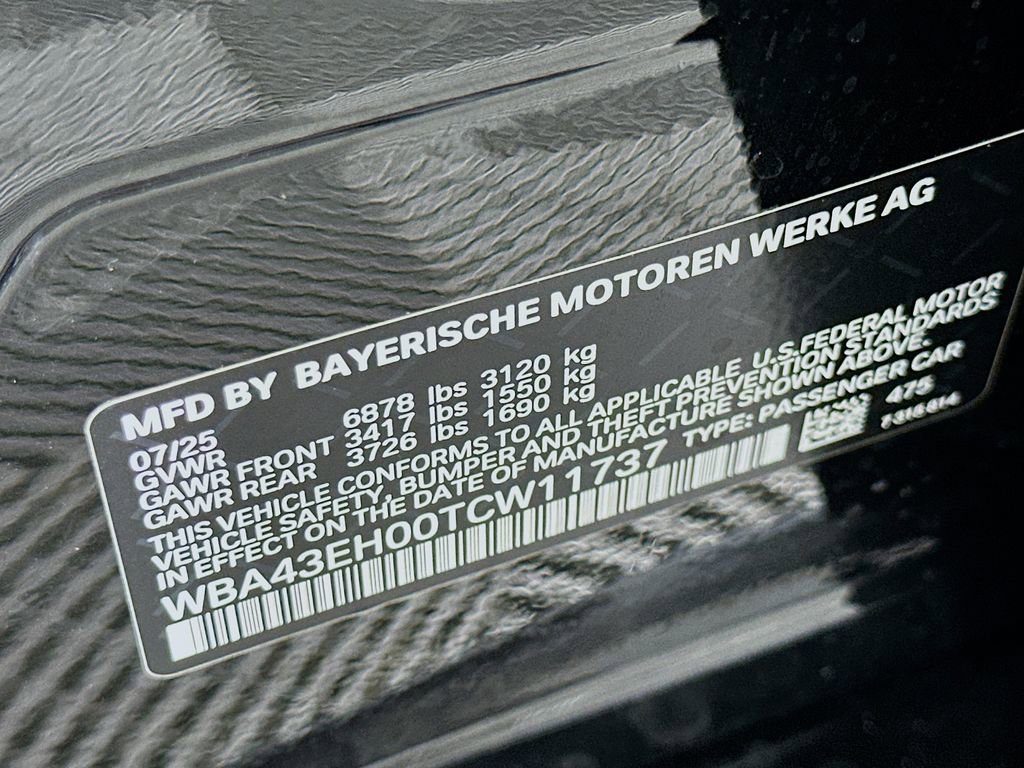 MFD BY BAYERISCHE MOTOREN WERKE AG
07/25
GVWR 6878 lbs 3120 kg
GAWR FRONT 3417 lbs 1550 kg
GAWR REAR 3726 lbs 1690 kg
THIS VEHICLE CONFORMS TO ALL APPLICABLE U.S.FEDERAL MOTOR
VEHICLE SAFETY, BUMPER AND THEFT PREVENTION STANDARDS
IN EFFECT ON THE DATE OF MANUFACTURE SHOWN ABOVE.
WBA43EH00TCW11737 TYPE: PASSENGER CAR
475